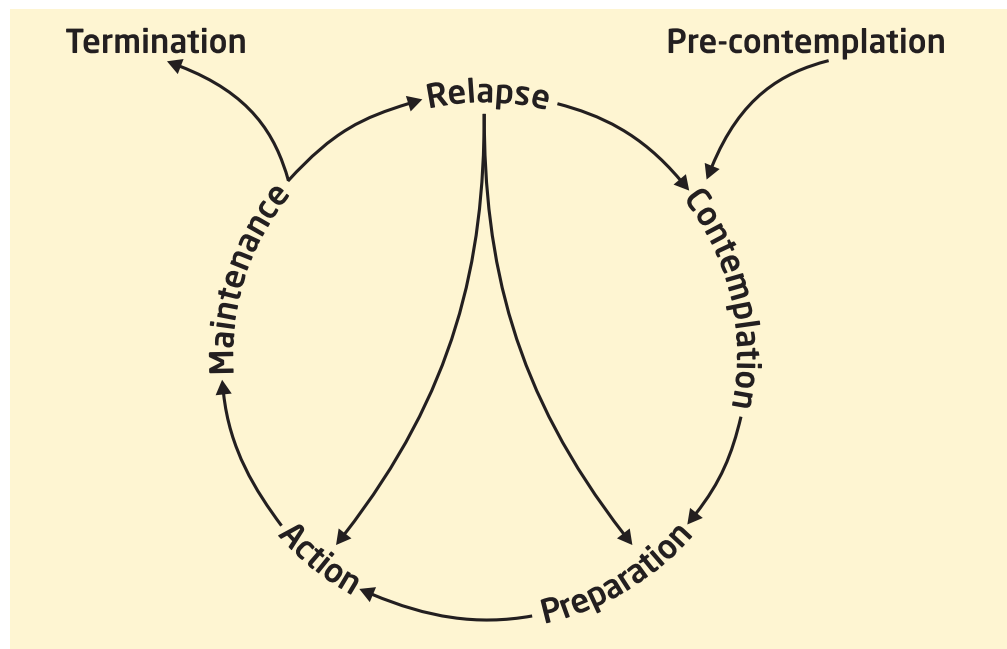 Termination
Pre-contemplation
Relapse
Contemplation
Maintenance
Action
Preparation